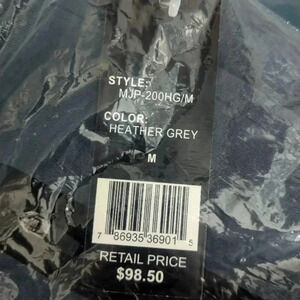 STYLE:
MJP-200HG/M
COLOR:
HEATHER GREY
M
7 86935 36901 5
RETAIL PRICE
$98.50